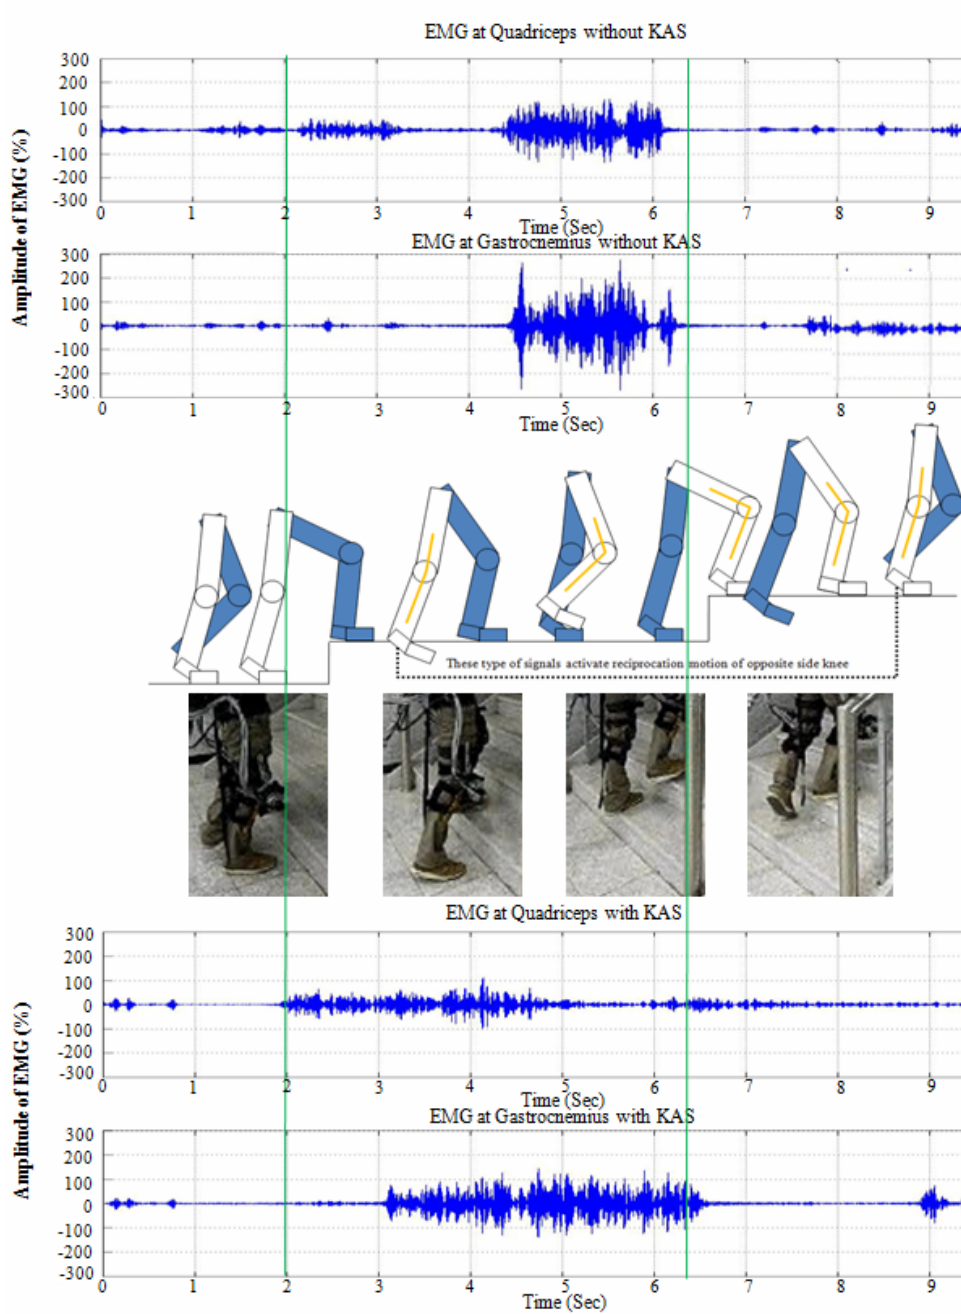 EMG at Quadriceps without KAS
300
200
100
0
-100
-200
-300
0 1 2 3 4 5 6 7 8 9
Time (Sec)
Amplitude of EMG (%)
EMG at Gastrocnemius without KAS
300
200
100
0
-100
-200
-300
0 1 2 3 4 5 6 7 8 9
Time (Sec)
These type of signals activate reciprocation motion of opposite side knee
EMG at Quadriceps with KAS
300
200
100
0
-100
-200
-300
0 1 2 3 4 5 6 7 8 9
Time (Sec)
Amplitude of EMG (%)
EMG at Gastrocnemius with KAS
300
200
100
0
-100
-200
-300
0 1 2 3 4 5 6 7 8 9
Time (Sec)